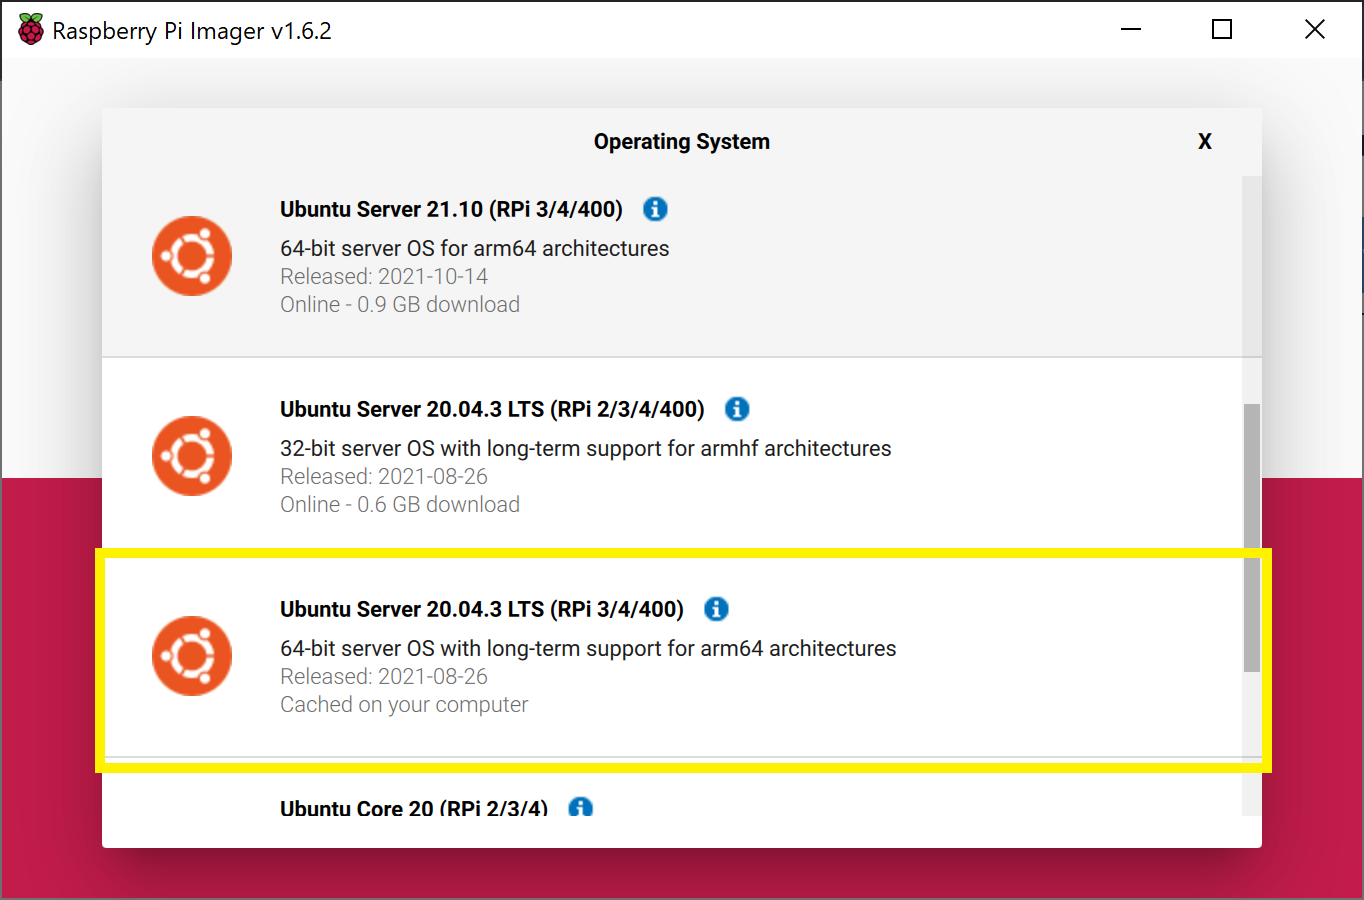 Raspberry Pi Imager v1.6.2
Operating System
X
Ubuntu Server 21.10 (RPi 3/4/400)
64-bit server OS for arm64 architectures
Released: 2021-10-14
Online - 0.9 GB download
Ubuntu Server 20.04.3 LTS (RPi 2/3/4/400)
32-bit server OS with long-term support for armhf architectures
Released: 2021-08-26
Online - 0.6 GB download
Ubuntu Server 20.04.3 LTS (RPi 3/4/400)
64-bit server OS with long-term support for arm64 architectures
Released: 2021-08-26
Cached on your computer
Ubuntu Core 20 (RPi 2/3/4)